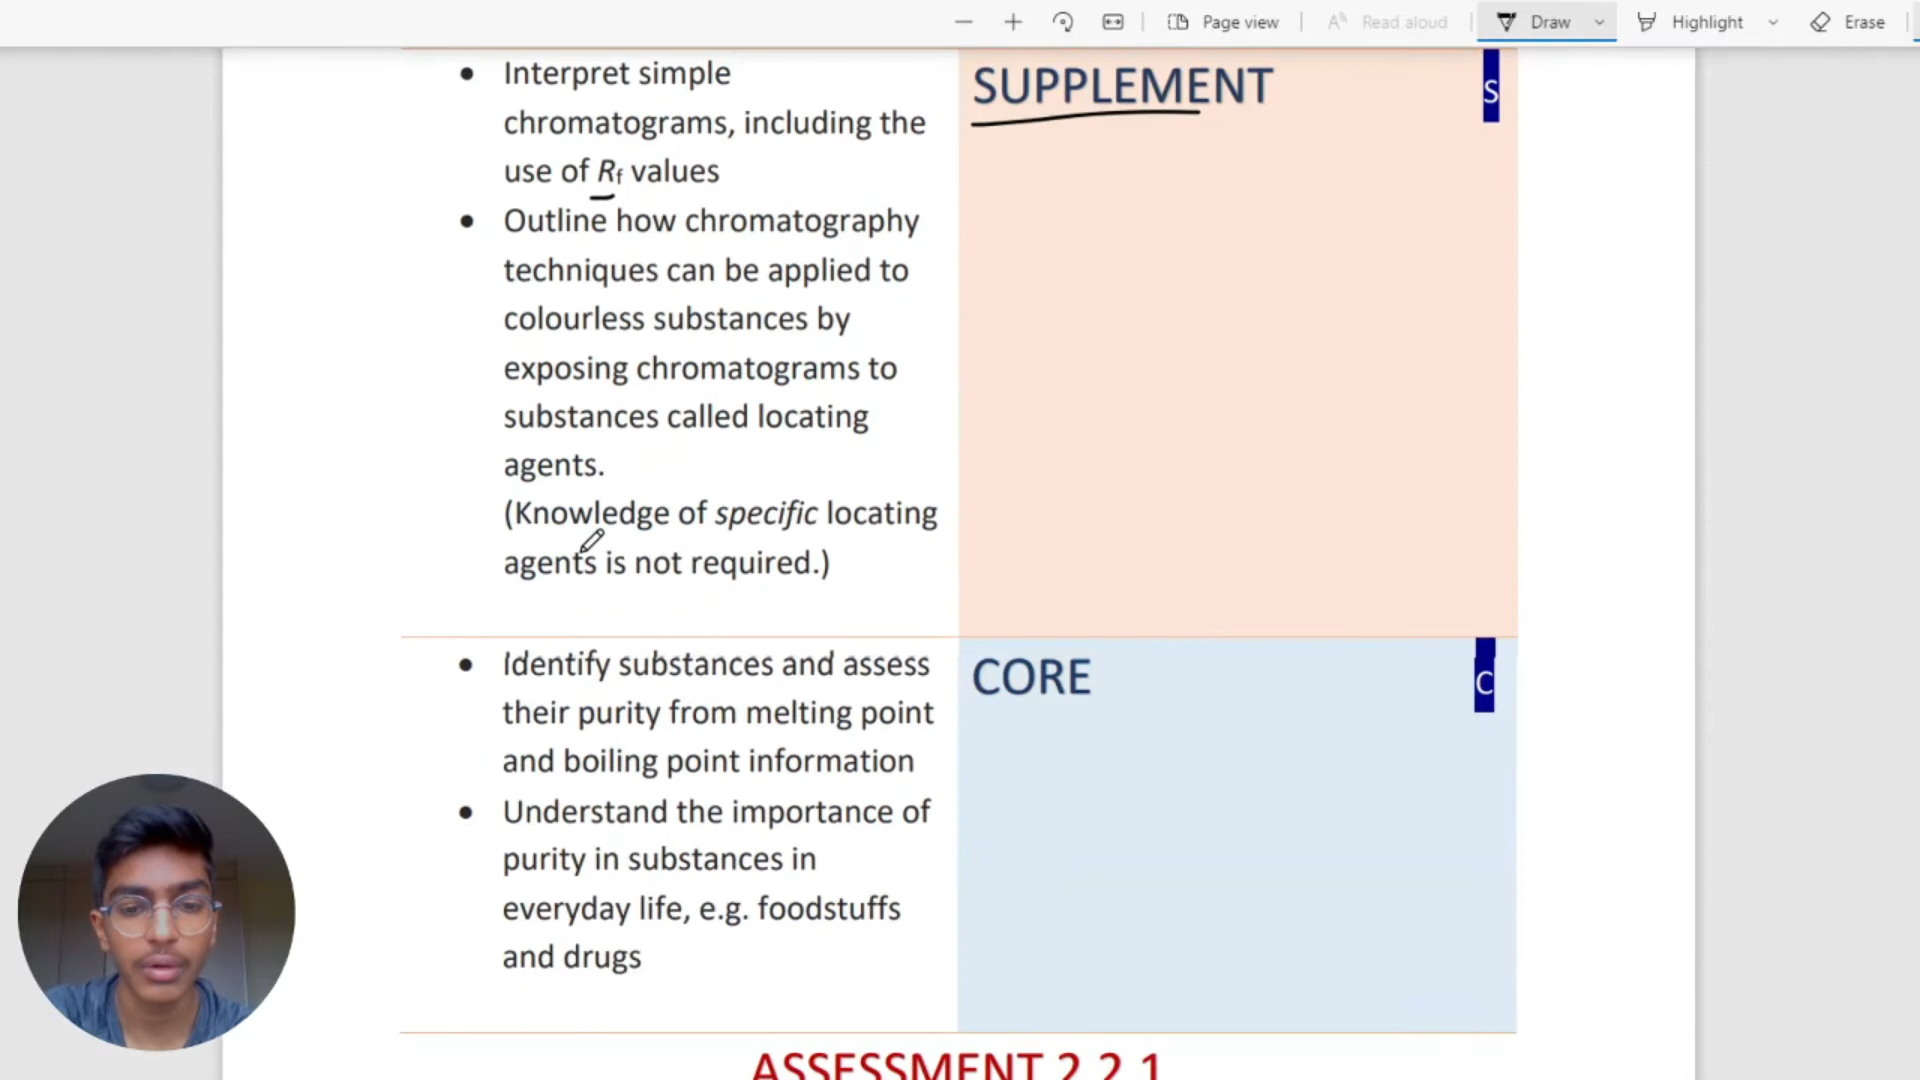 Page view
Read aloud
Draw
Highlight
Erase
• Interpret simple
chromatograms, including the
use of Rf values
• Outline how chromatography
techniques can be applied to
colourless substances by
exposing chromatograms to
substances called locating
agents.
(Knowledge of specific locating
agents is not required.)
SUPPLEMENT
S
• Identify substances and assess
their purity from melting point
and boiling point information
• Understand the importance of
purity in substances in
everyday life, e.g. foodstuffs
and drugs
CORE
C
ASSESSMENT 2.2.1